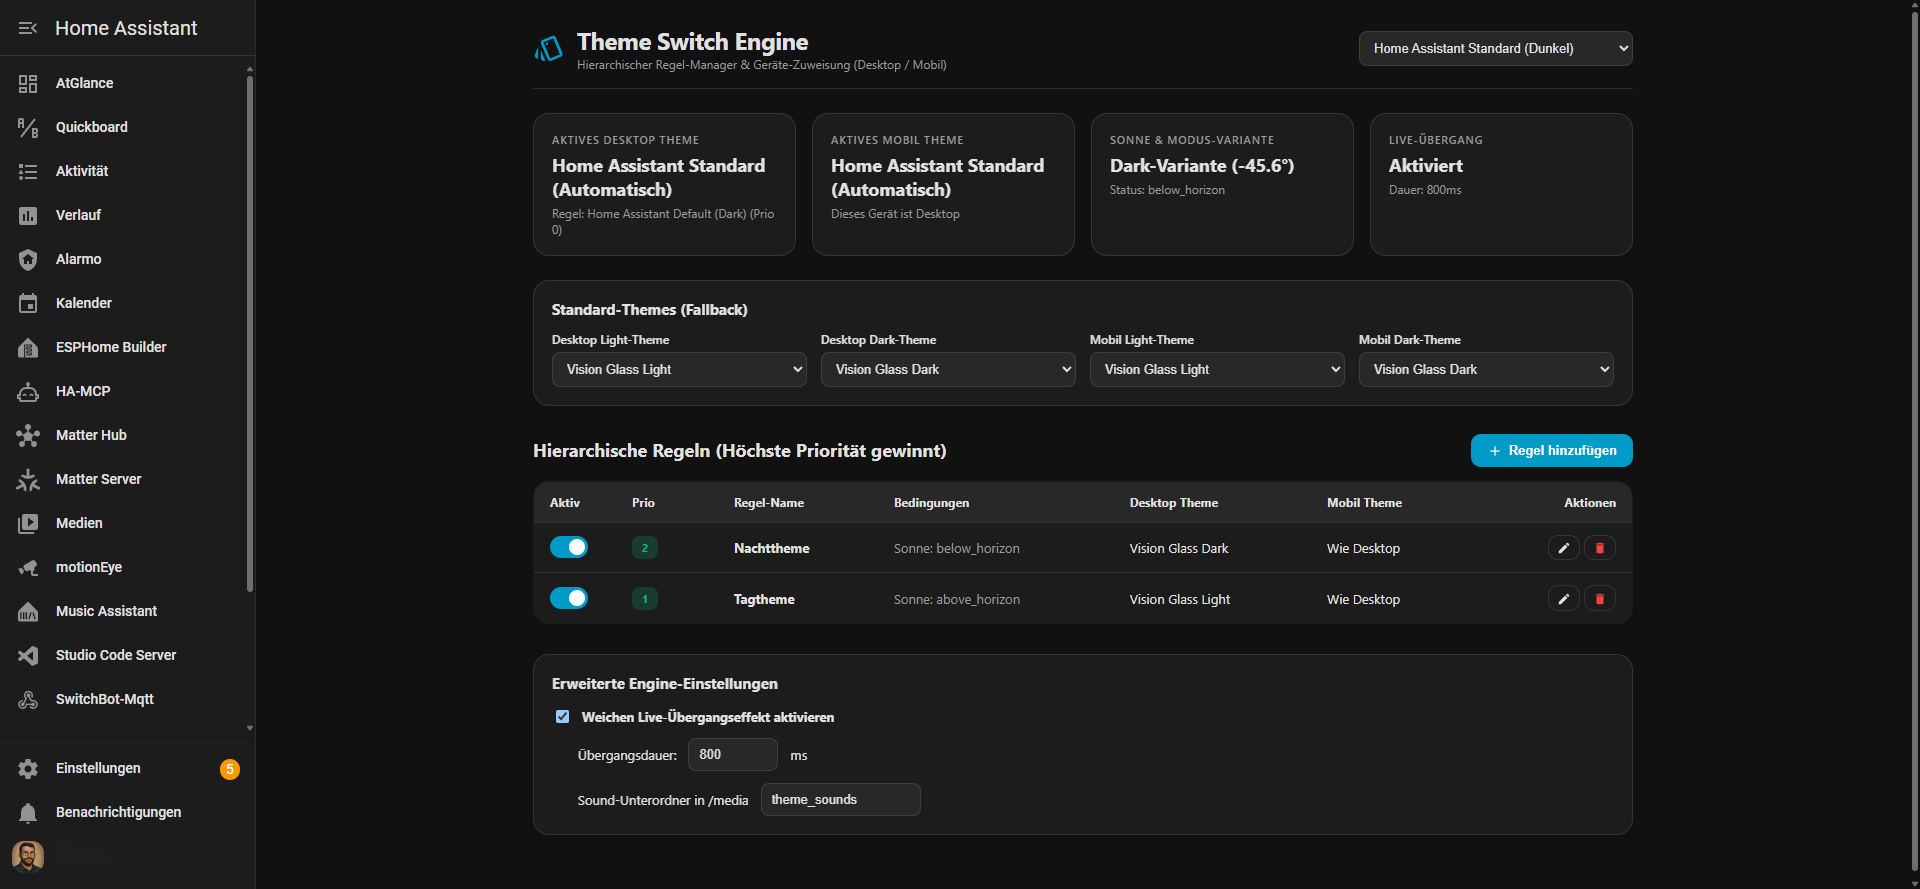 Home Assistant
AtGlance
Quickboard
Aktivität
Verlauf
Alarmo
Kalender
ESPHome Builder
HA-MCP
Matter Hub
Matter Server
Medien
motionEye
Music Assistant
Studio Code Server
SwitchBot-Mqtt
Einstellungen
5
Benachrichtigungen
Theme Switch Engine
Hierarchischer Regel-Manager & Geräte-Zuweisung (Desktop / Mobil)
Home Assistant Standard (Dunkel)
AKTIVES DESKTOP THEME
Home Assistant Standard
(Automatisch)
Regel: Home Assistant Default (Dark) (Prio
0)
AKTIVES MOBIL THEME
Home Assistant Standard
(Automatisch)
Dieses Gerät ist Desktop
SONNE & MODUS-VARIANTE
Dark-Variante (-45.6°)
Status: below_horizon
LIVE-ÜBERGANG
Aktiviert
Dauer: 800ms
Standard-Themes (Fallback)
Desktop Light-Theme
Vision Glass Light
Desktop Dark-Theme
Vision Glass Dark
Mobil Light-Theme
Vision Glass Light
Mobil Dark-Theme
Vision Glass Dark
Hierarchische Regeln (Höchste Priorität gewinnt)
+ Regel hinzufügen
Aktiv Prio Regel-Name Bedingungen Desktop Theme Mobil Theme Aktionen
2 Nachttheme Sonne: below_horizon Vision Glass Dark Wie Desktop
1 Tagtheme Sonne: above_horizon Vision Glass Light Wie Desktop
Erweiterte Engine-Einstellungen
Weichen Live-Übergangseffekt aktivieren
Übergangsdauer: 800 ms
Sound-Unterordner in /media theme_sounds